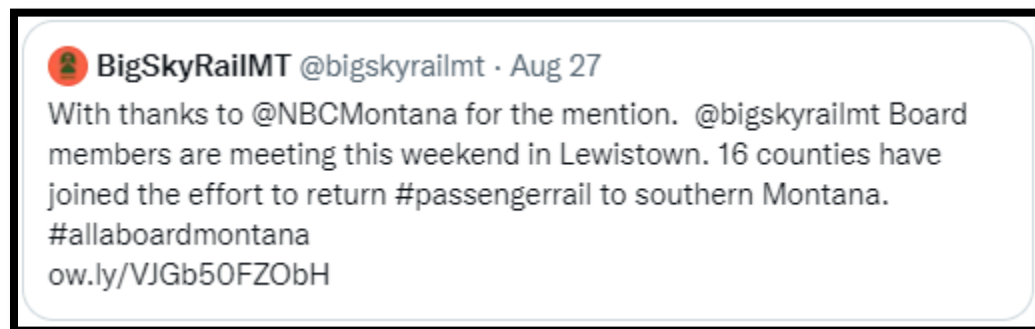 BigSkyRailMT @bigskyrailmt · Aug 27
With thanks to @NBCMontana for the mention.  @bigskyrailmt Board
members are meeting this weekend in Lewistown. 16 counties have
joined the effort to return #passengerrail to southern Montana.
#allaboardmontana
ow.ly/VJGb50FZObH